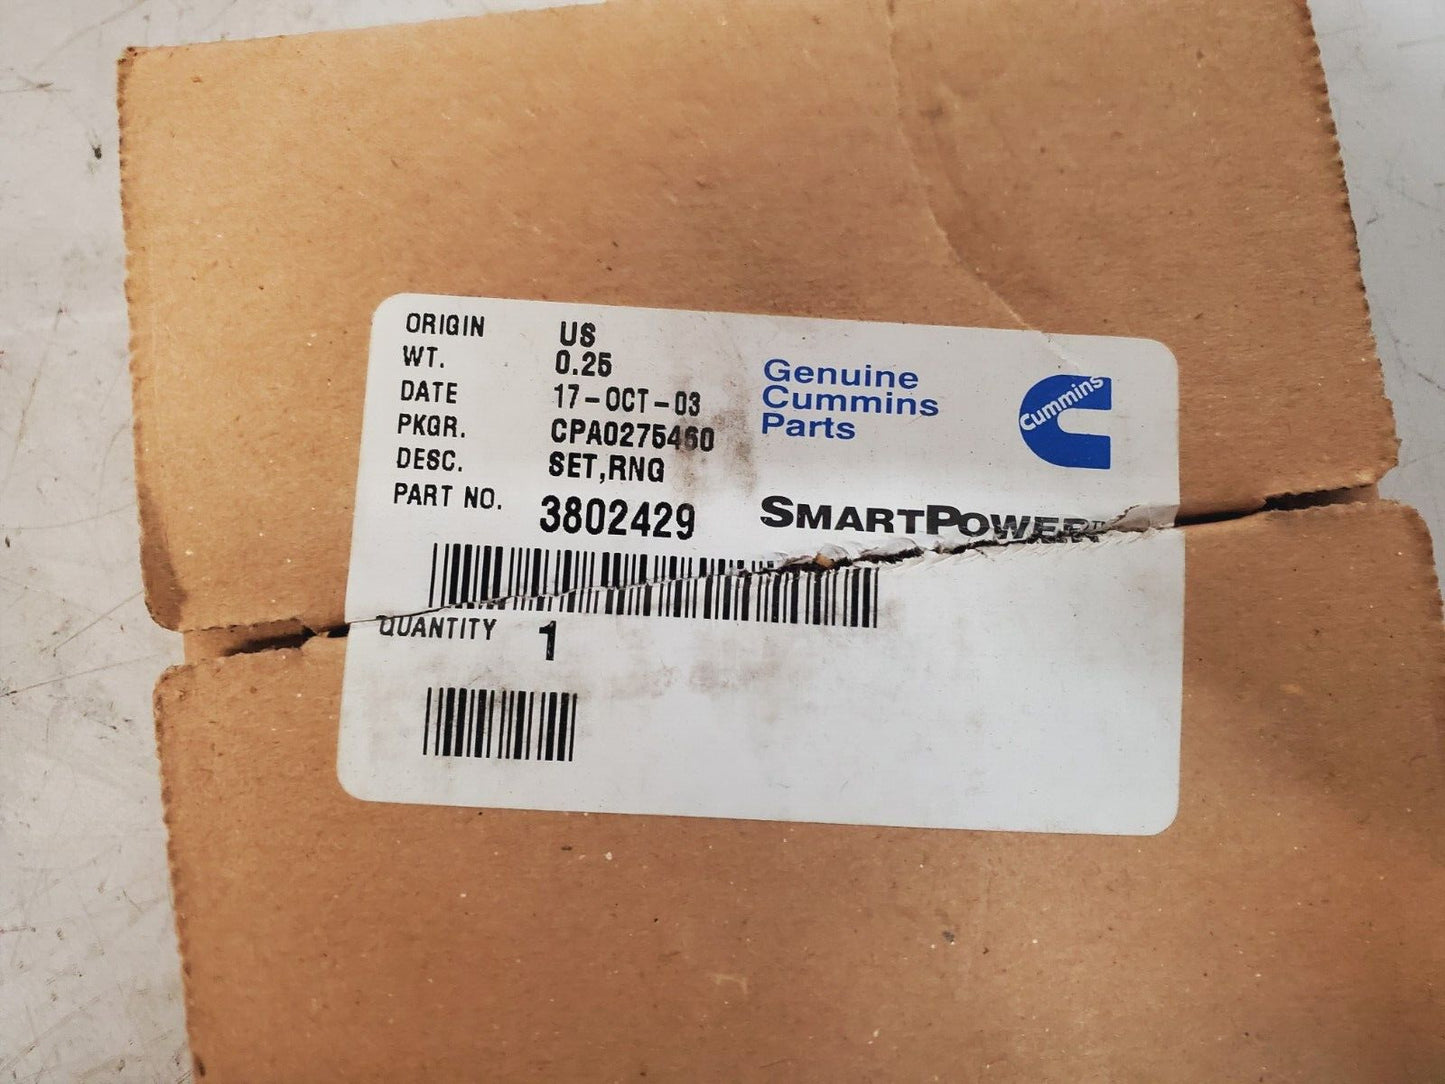 ORIGIN US
WT. 0.25
DATE 17-OCT-03
PKGR. CPA0275460
DESC. SET,RNG
PART NO. 3802429
QUANTITY 1
Genuine
Cummins
Parts
Cummins
SMARTPOWER™